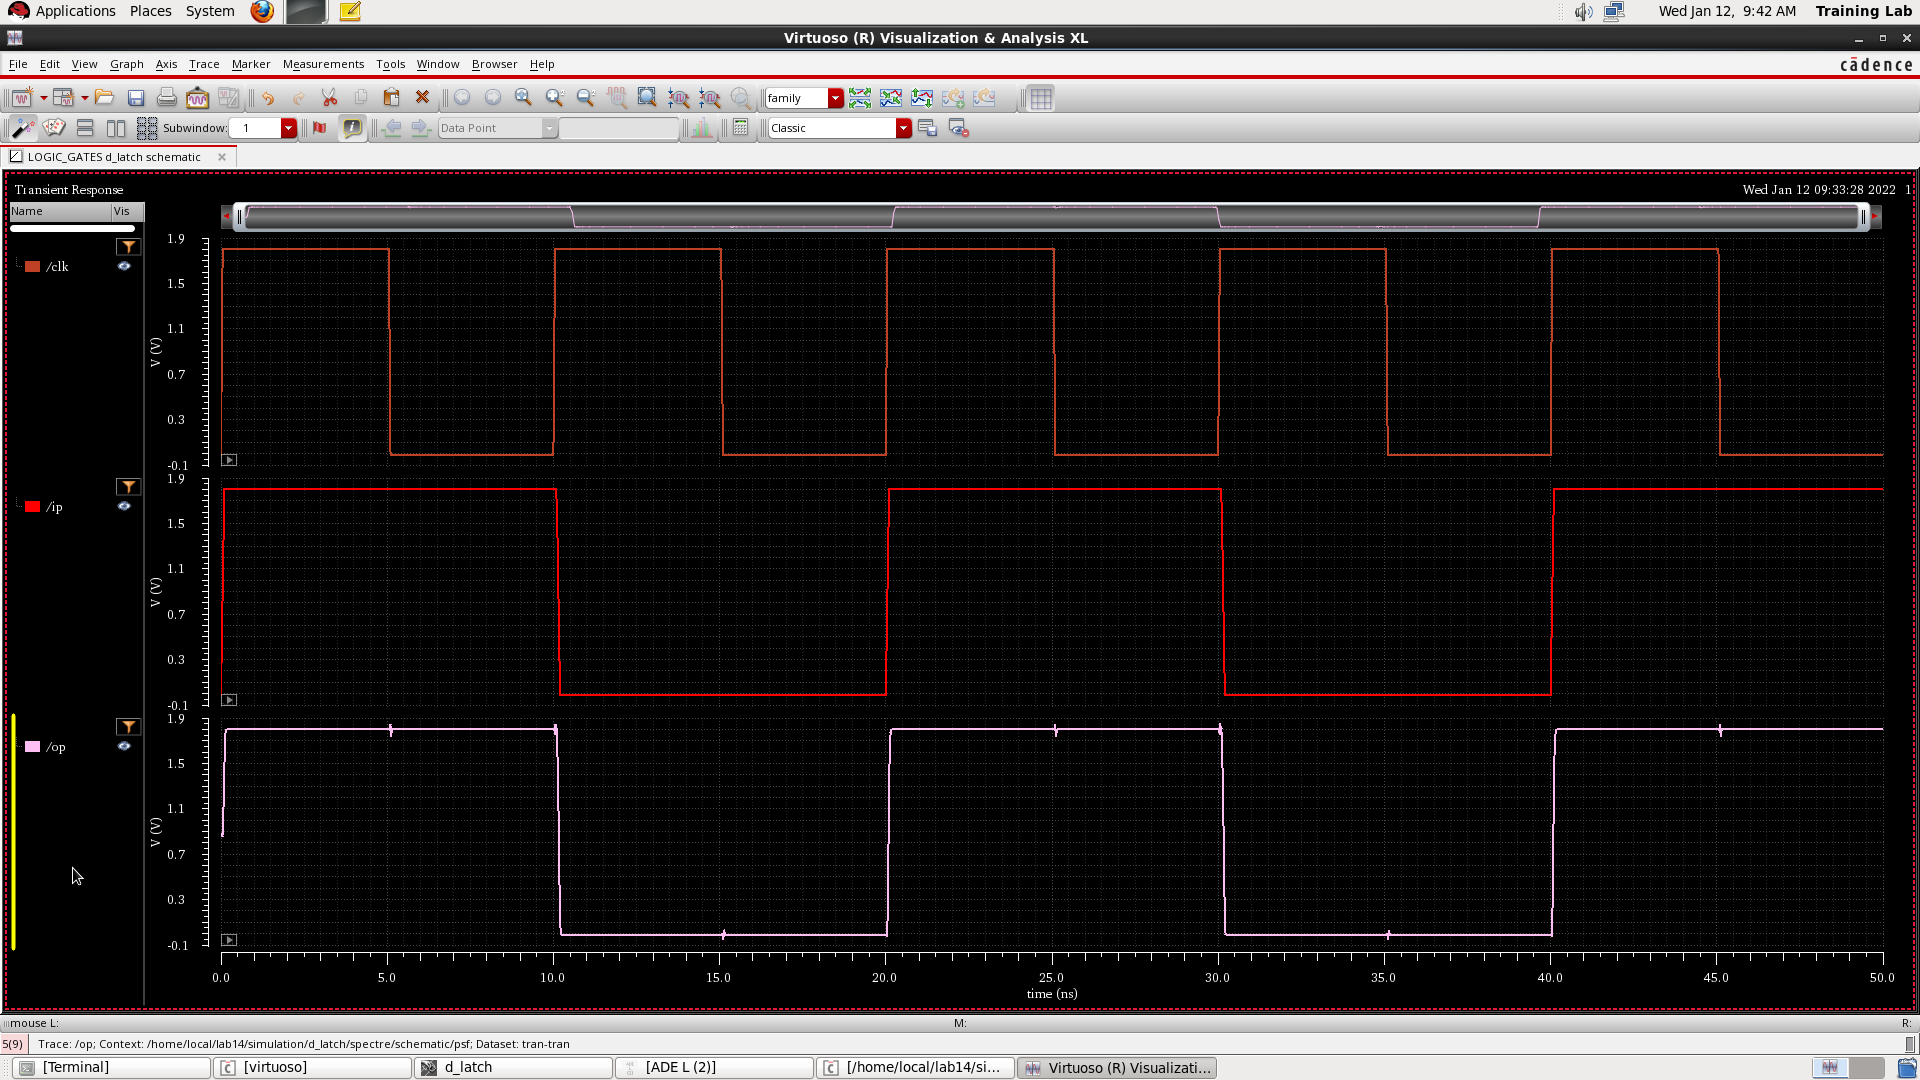 Applications Places System Wed Jan 12, 9:42 AM Training Lab
Virtuoso (R) Visualization & Analysis XL
File Edit View Graph Axis Trace Marker Measurements Tools Window Browser Help cādence
family
Subwindow: 1 Data Point Classic
LOGIC_GATES d_latch schematic
Transient Response Wed Jan 12 09:33:28 2022 1
Name Vis
1.9
/clk
1.5
1.1
V (V)
0.7
0.3
-0.1
1.9
/ip
1.5
1.1
V (V)
0.7
0.3
-0.1
1.9
/op
1.5
1.1
V (V)
0.7
0.3
-0.1
0.0 5.0 10.0 15.0 20.0 25.0 30.0 35.0 40.0 45.0 50.0
time (ns)
mouse L: M: R:
5(9) Trace: /op; Context: /home/local/lab14/simulation/d_latch/spectre/schematic/psf; Dataset: tran-tran
[Terminal] [virtuoso] d_latch [ADE L (2)] [/home/local/lab14/si... Virtuoso (R) Visualizati...